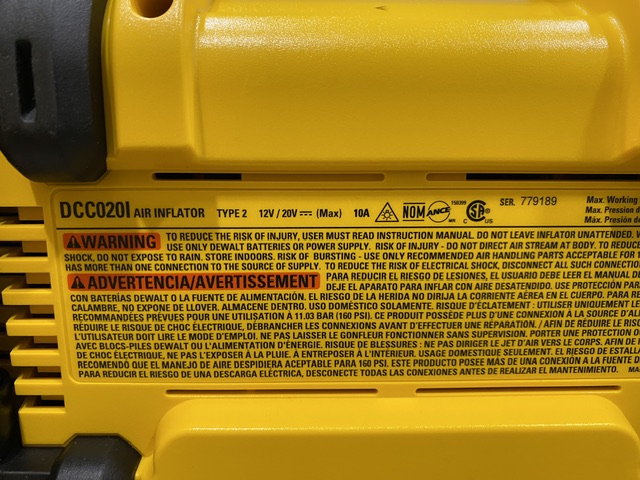 DCC020I AIR INFLATOR TYPE 2 12V / 20V (Max) 10A NOM ANCE CSA C US SER. 779189 Max. Working
Max. Pression d
Max. Presión de
WARNING TO REDUCE THE RISK OF INJURY, USER MUST READ INSTRUCTION MANUAL. DO NOT LEAVE INFLATOR UNATTENDED. W
USE ONLY DEWALT BATTERIES OR POWER SUPPLY. RISK OF INJURY - DO NOT DIRECT AIR STREAM AT BODY. TO REDUCE
SHOCK, DO NOT EXPOSE TO RAIN. STORE INDOORS. RISK OF BURSTING - USE ONLY RECOMMENDED AIR HANDLING PARTS ACCEPTABLE FOR 1
HAS MORE THAN ONE CONNECTION TO THE SOURCE OF SUPPLY. TO REDUCE THE RISK OF ELECTRICAL SHOCK, DISCONNECT ALL SUCH CONNECTION
ADVERTENCIA/AVERTISSEMENT PARA REDUCIR EL RIESGO DE LESIONES, EL USUARIO DEBE LEER EL MANUAL D
DEJE EL APARATO PARA INFLAR CON AIRE DESATENDIDO. USE PROTECCIÓN PAR
CON BATERÍAS DEWALT O LA FUENTE DE ALIMENTACIÓN. EL RIESGO DE LA HERIDA NO DIRIJA LA CORRIENTE AÉREA EN EL CUERPO. PARA
CALAMBRE, NO EXPONE DE LLOVER. ALMACENE DENTRO. USO DOMÉSTICO SOLAMENTE. RISQUE D'ÉCLATEMENT : UTILISER UNIQUEMENT
RECOMMANDÉES PREVUES POUR UTILISATION À 11.03 BAR (160 PSI). CE PRODUIT POSSÈDE PLUS D'UNE CONNEXION À LA SOURCE D'ALI
RÉDUIRE LE RISQUE DE CHOC ÉLECTRIQUE, DÉBRANCHER LES CONNEXIONS AVANT D'EFFECTUER UNE RÉPARATION. / AFIN DE RÉDUIRE LE RISQ
L'UTILISATEUR DOIT LIRE LE MODE D'EMPLOI. NE PAS LAISSER LE GONFLEUR FONCTIONNER SANS SUPERVISION. PORTER UNE PROTECTION O
AVEC BLOCS-PILES DEWALT OU L'ALIMENTATION D'ÉNERGIE. RISQUE DE BLESSURES : NE PAS DIRIGER LE JET D'AIR VERS LE CORPS. AFIN
DE CHOC ÉLECTRIQUE, NE PAS L'EXPOSER À LA PLUIE. À ENTREPOSER À L'INTÉRIEUR. USAGE DOMESTIQUE SEULEMENT. EL RIESGO DE ESTALLA
RECOMENDÓ QUE EL MANEJO DE AIRE DESPIDIERA ACEPTABLE PARA 160 PSI. ESTE PRODUCTO POSEE MÁS DE UNA CONEXIÓN A LA FUENTE D
PARA REDUCIR EL RIESGO DE UNA DESCARGA ELÉCTRICA, DESCONECTE TODAS LAS CONEXIONES ANTES DE REALIZAR EL MANTENIMIENTO. MA